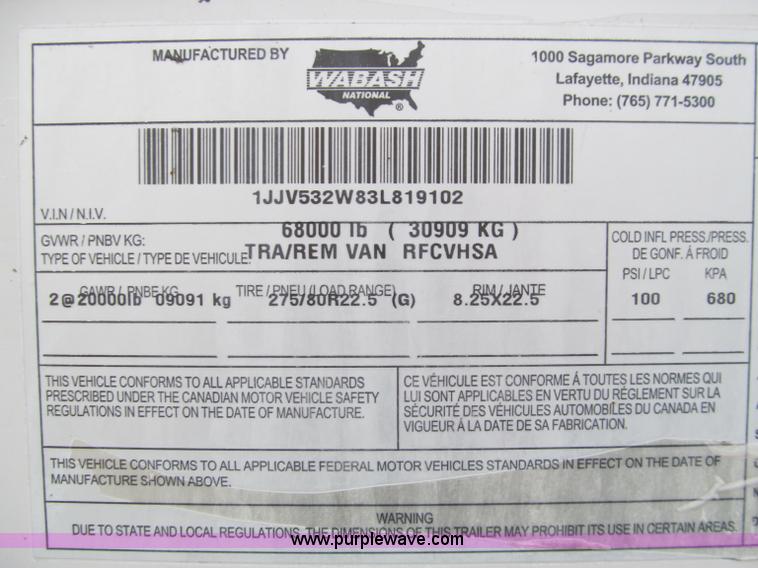 MANUFACTURED BY
WABASH
NATIONAL
®
1000 Sagamore Parkway South
Lafayette, Indiana 47905
Phone: (765) 771-5300
1JJV532W83L819102
V.I.N / N.I.V.
68000 lb ( 30909 KG )
GVWR / PNBV KG:
TYPE OF VEHICLE / TYPE DE VEHICULE: TRA/REM VAN RFCVHSA
COLD INFL PRESS./PRESS.
DE GONF. À FROID
PSI / LPC KPA
GAWR / PNBE KG TIRE / PNEU (LOAD RANGE) RIM / JANTE
2@20000lb 09091 kg 275/80R22.5 (G) 8.25X22.5 100 680
THIS VEHICLE CONFORMS TO ALL APPLICABLE STANDARDS
PRESCRIBED UNDER THE CANADIAN MOTOR VEHICLE SAFETY
REGULATIONS IN EFFECT ON THE DATE OF MANUFACTURE.
CE VÉHICULE EST CONFORME Á TOUTES LES NORMES QUI
LUI SONT APPLICABLES EN VERTU DU RÉGLEMENT SUR LA
SÉCURITÉ DES VÉHICULES AUTOMOBILES DU CANADA EN
VIGUEUR À LA DATE DE SA FABRICATION.
THIS VEHICLE CONFORMS TO ALL APPLICABLE FEDERAL MOTOR VEHICLES STANDARDS IN EFFECT ON THE DATE OF
MANUFACTURE SHOWN ABOVE.
WARNING
DUE TO STATE AND LOCAL REGULATIONS, THE DIMENSIONS OF THIS TRAILER MAY PROHIBIT ITS USE IN CERTAIN AREAS.
www.purplewave.com